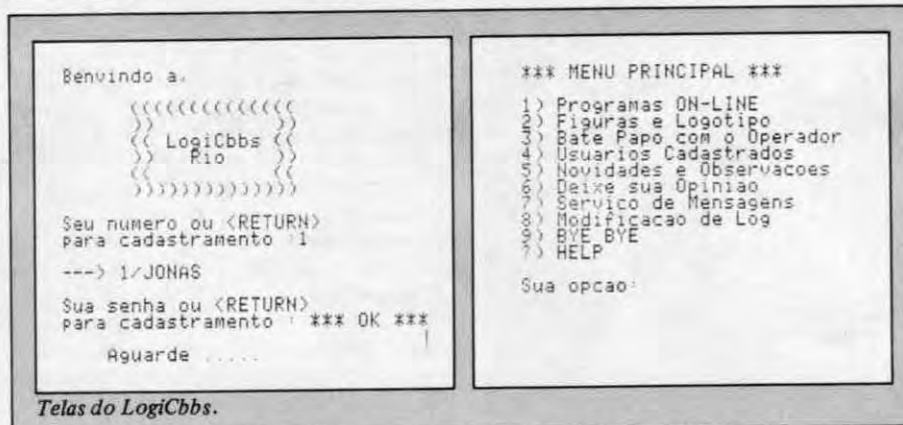 Benvindo a.
((((((((((((((
)) ))
(( LogiCbbs ((
)) Rio ))
(( ((
))))))))))))))
Seu numero ou <RETURN>
para cadastramento :1
---> 1/JONAS
Sua senha ou <RETURN>
para cadastramento : *** OK ***
Aguarde .....
*** MENU PRINCIPAL ***
1) Programas ON-LINE
2) Figuras e Logotipo
3) Bate Papo com o Operador
4) Usuarios Cadastrados
5) Novidades e Observacoes
6) Deixe sua Opiniao
7) Servico de Mensagens
8) Modificacao de Log
9) BYE BYE
?) HELP
Sua opcao:
Telas do LogiCbbs.